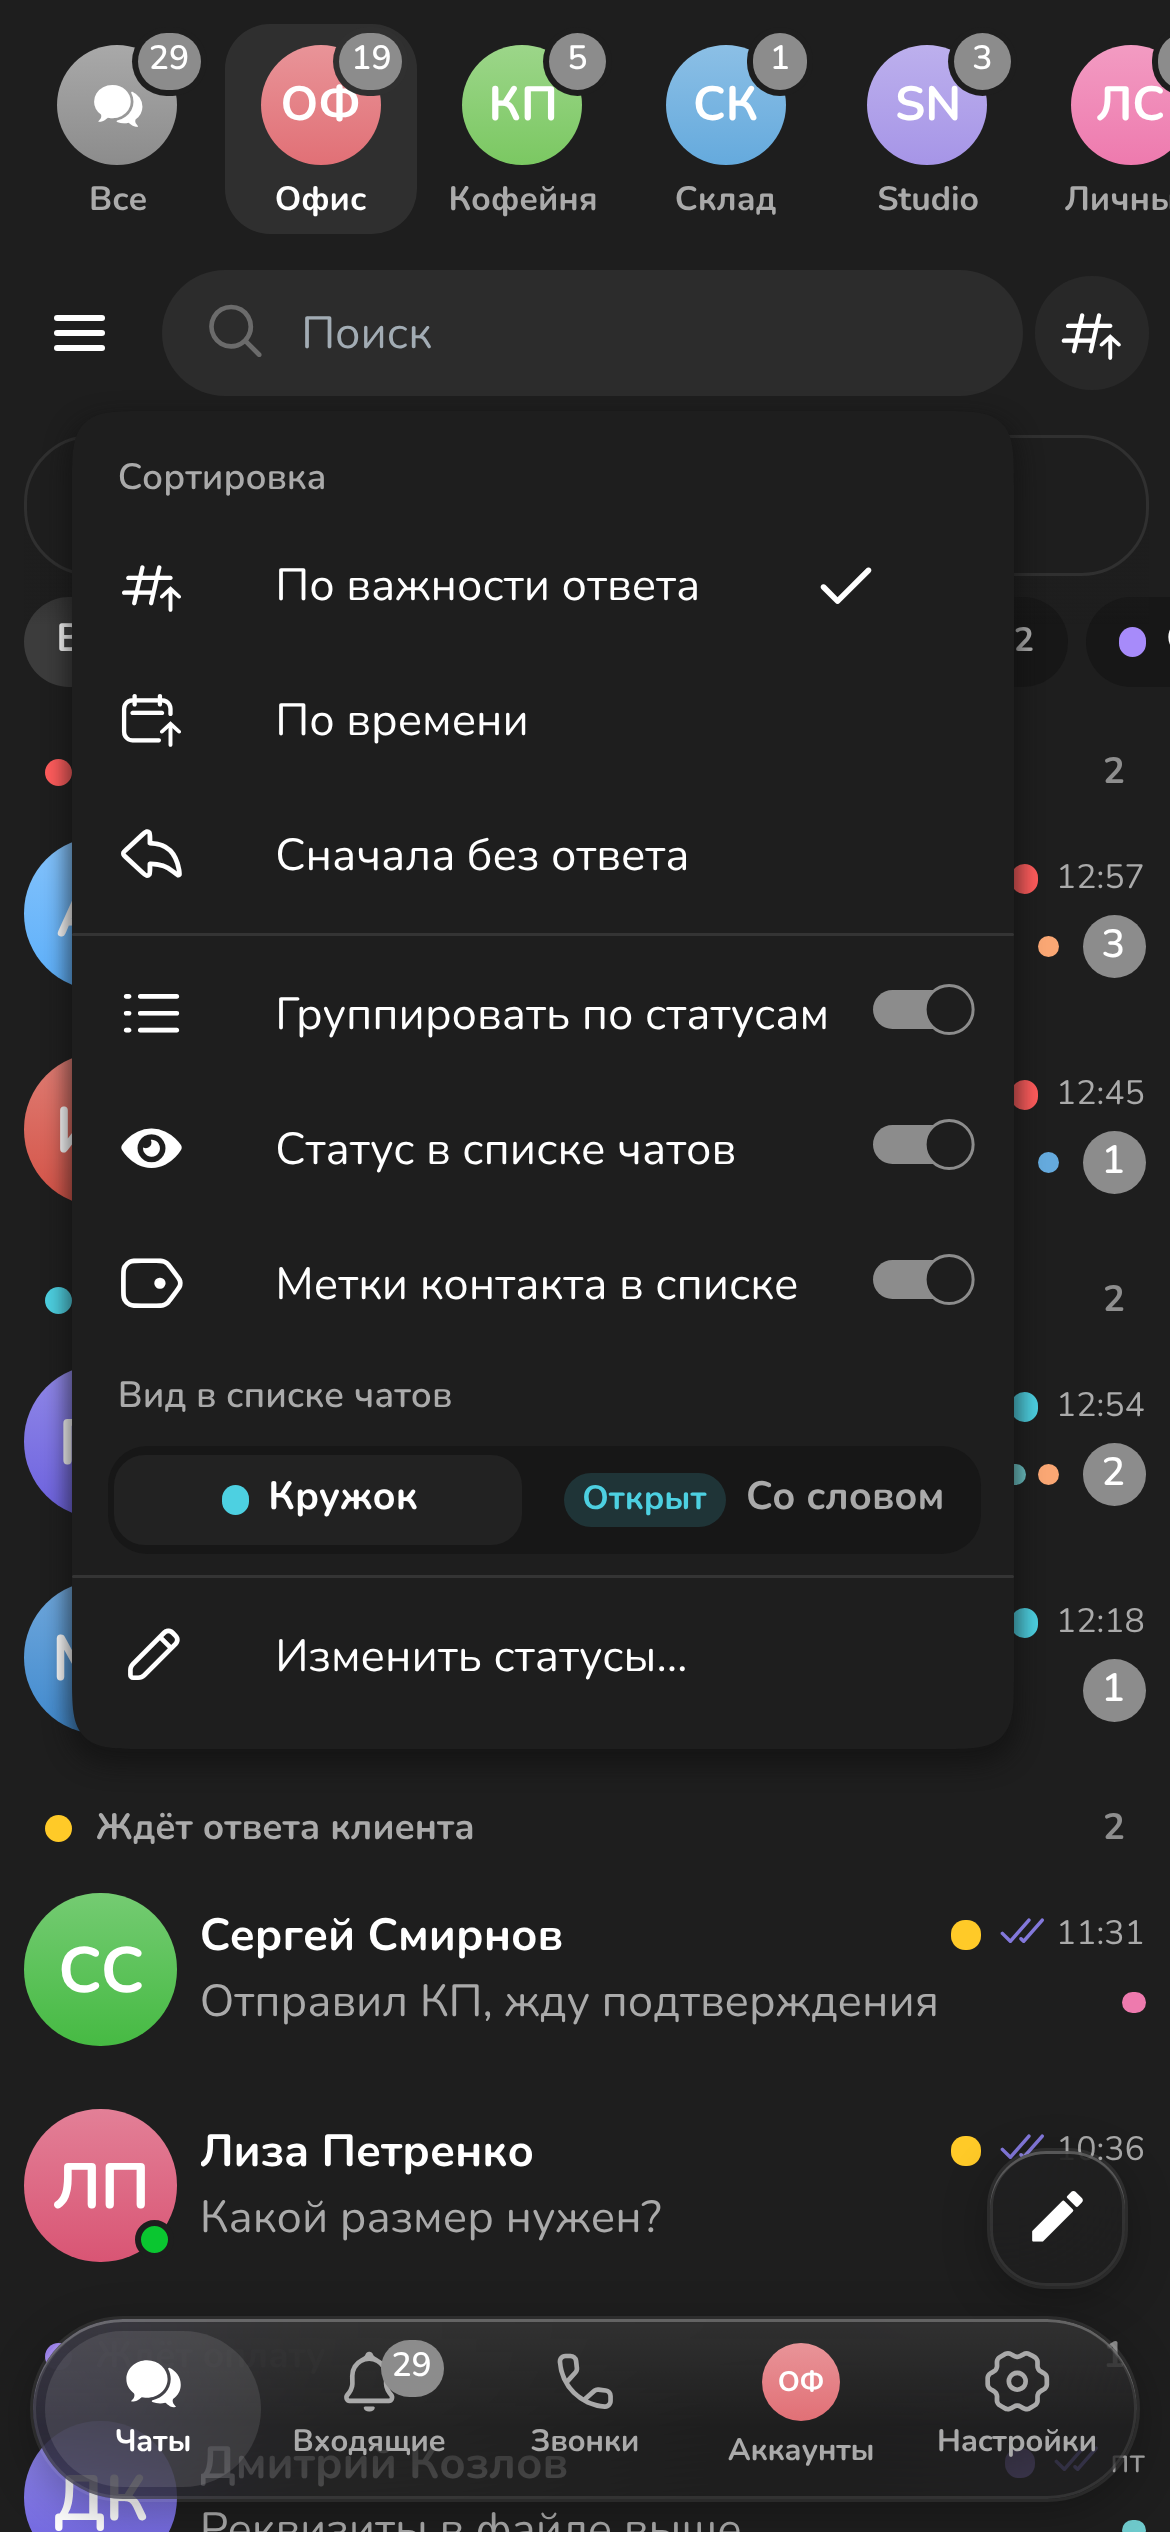 29
19
5
1
3
ОФ
КП
СК
SN
ЛС
Все
Офис
Кофейня
Склад
Studio
Поиск
Сортировка
По важности ответа
2
По времени
2
Сначала без ответа
12:57
3
Группировать по статусам
12:45
Статус в списке чатов
1
Метки контакта в списке
2
Вид в списке чатов
12:54
2
Кружок
Открыт
Со словом
12:18
Изменить статусы...
1
Ждёт ответа клиента
2
СС
Сергей Смирнов
11:31
Отправил КП, жду подтверждения
ЛП
Лиза Петренко
10:36
Какой размер нужен?
1
29
ОФ
Чаты
Входящие
Звонки
Аккаунты
Настройки
ДК
Дмитрий Козлов
пт
Реквизиты в файле выше